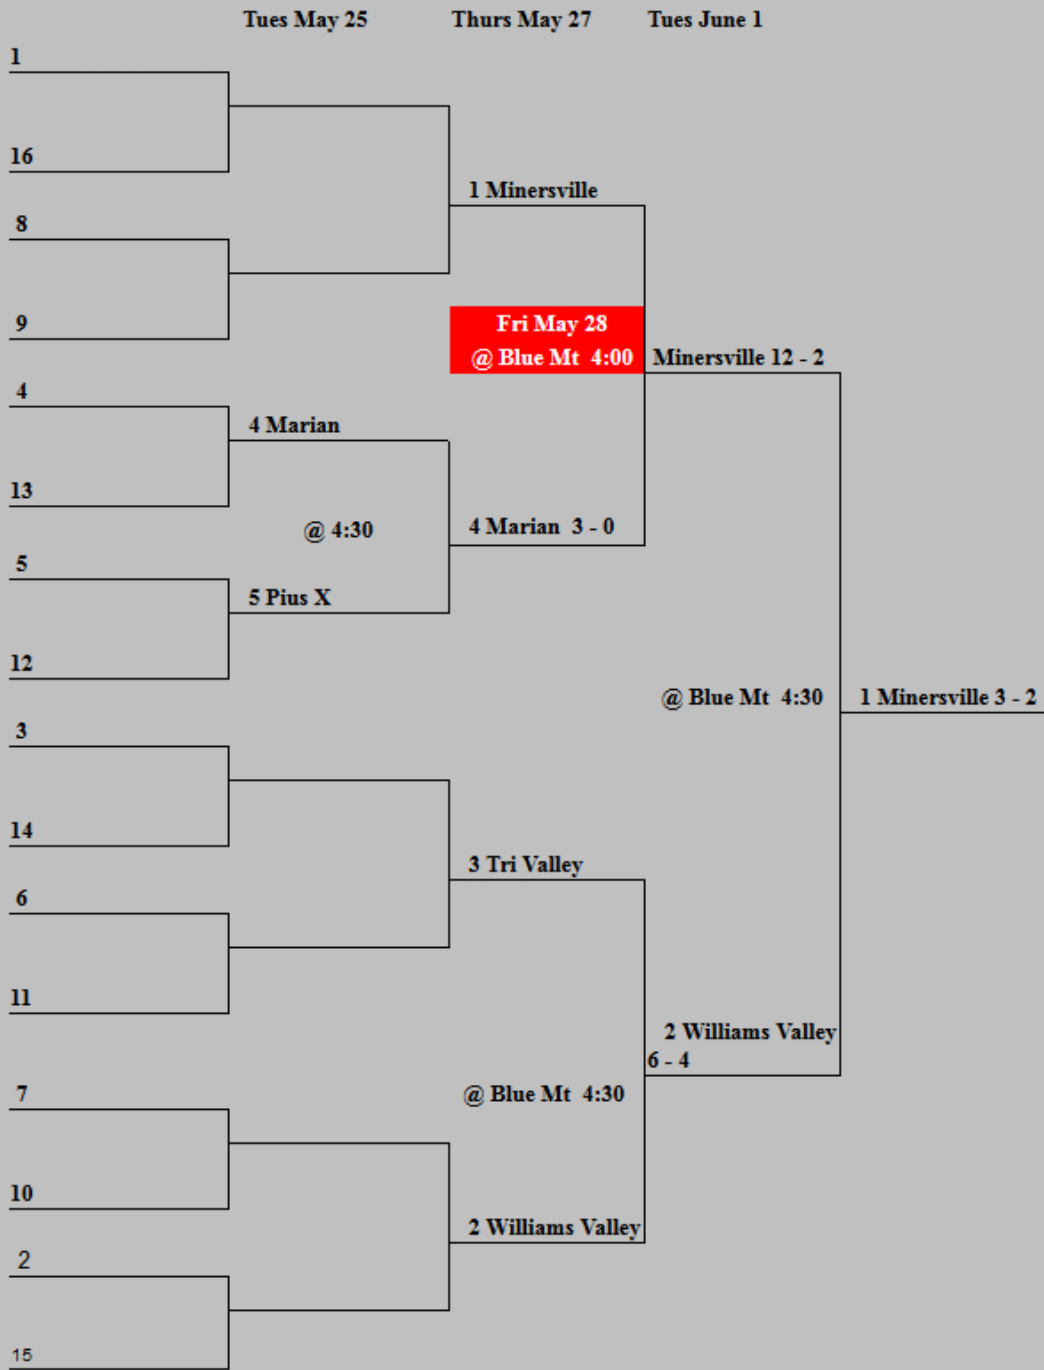 Tues May 25 Thurs May 27 Tues June 1
1
16
1 Minersville
8
9
Fri May 28
@ Blue Mt 4:00
Minersville 12 - 2
4
4 Marian
13
@ 4:30
4 Marian 3 - 0
5
5 Pius X
12
@ Blue Mt 4:30
1 Minersville 3 - 2
3
14
3 Tri Valley
6
11
2 Williams Valley
6 - 4
@ Blue Mt 4:30
7
10
2 Williams Valley
2
15